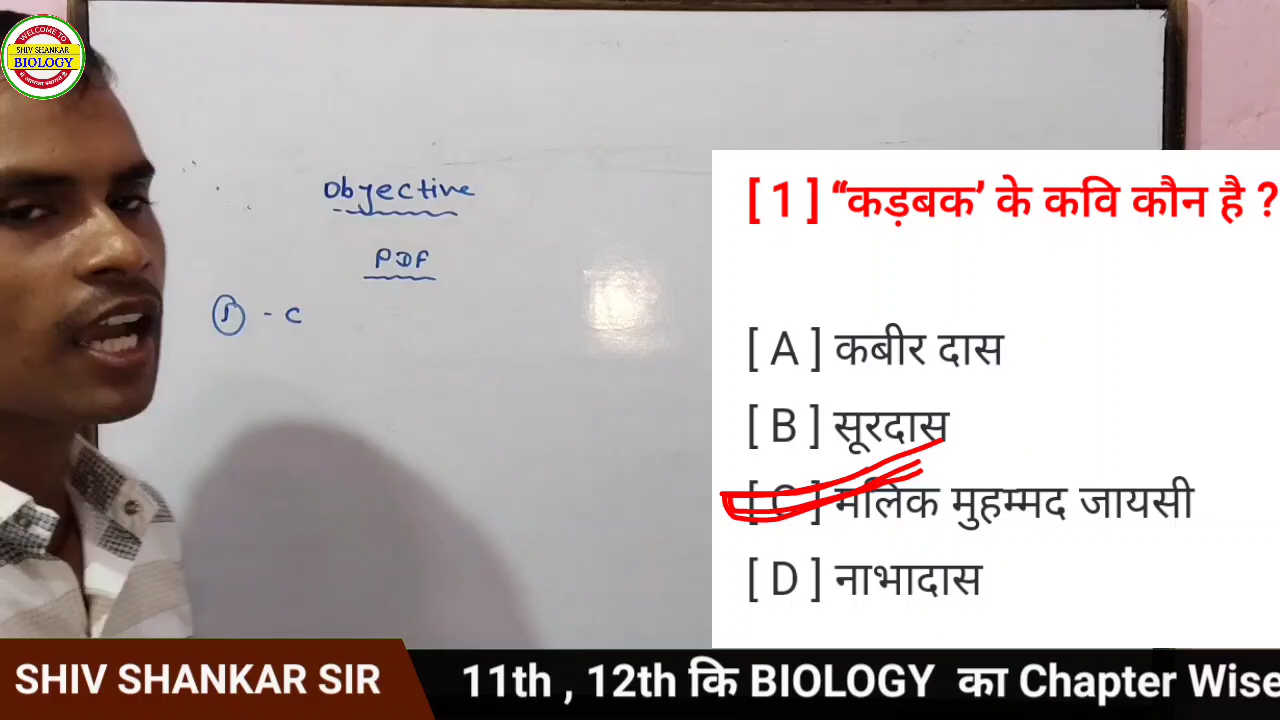 WELCOME TO
SHIV SHANKAR
BIOLOGY
Objective
PDF
1 - C
[ 1 ] “कड़बक’ के कवि कौन है ?
[ A ] कबीर दास
[ B ] सूरदास
[ C ] मलिक मुहम्मद जायसी
[ D ] नाभादास
SHIV SHANKAR SIR
11th , 12th कि BIOLOGY का Chapter Wise